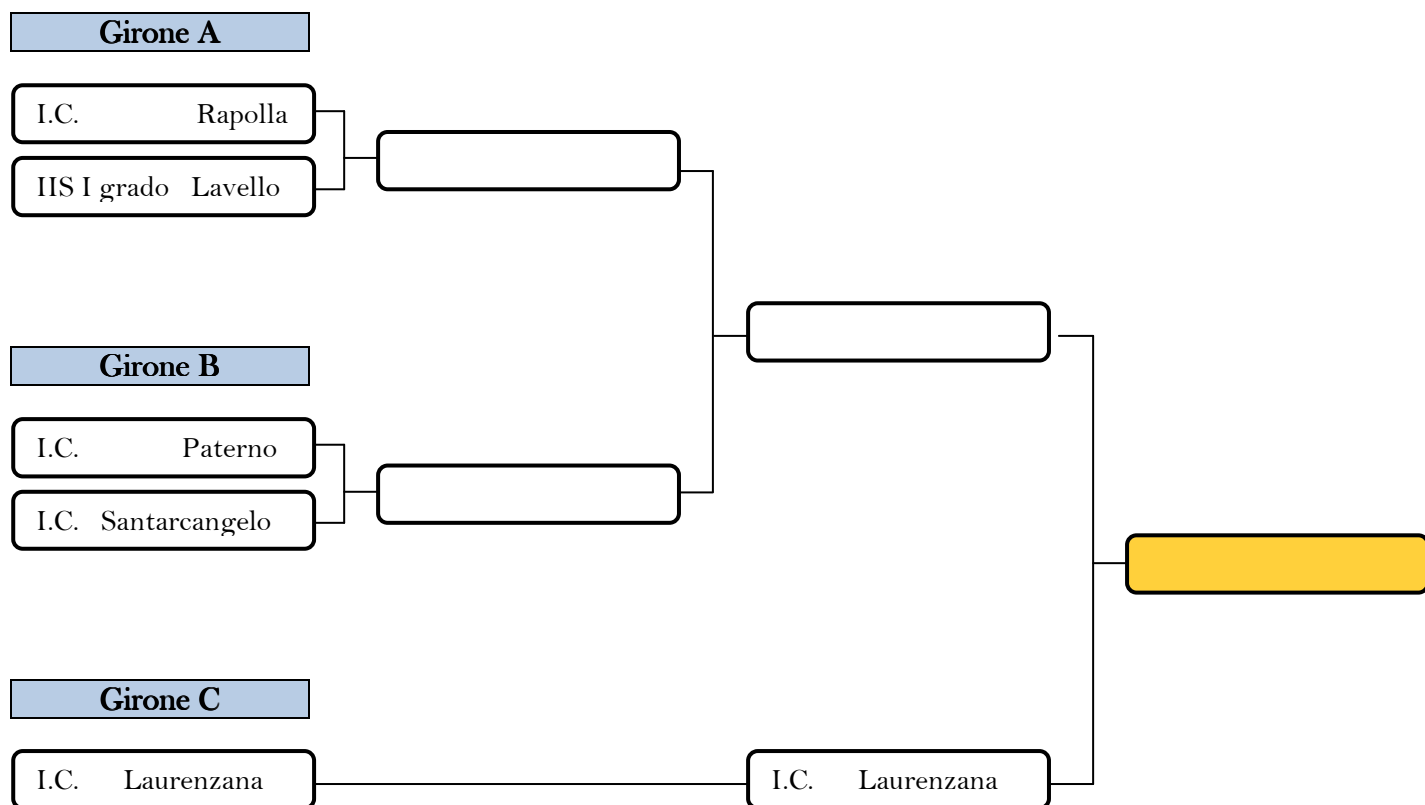 Girone A
I.C. Rapolla
IIS I grado Lavello
Girone B
I.C. Paterno
I.C. Santarcangelo
Girone C
I.C. Laurenzana
I.C. Laurenzana